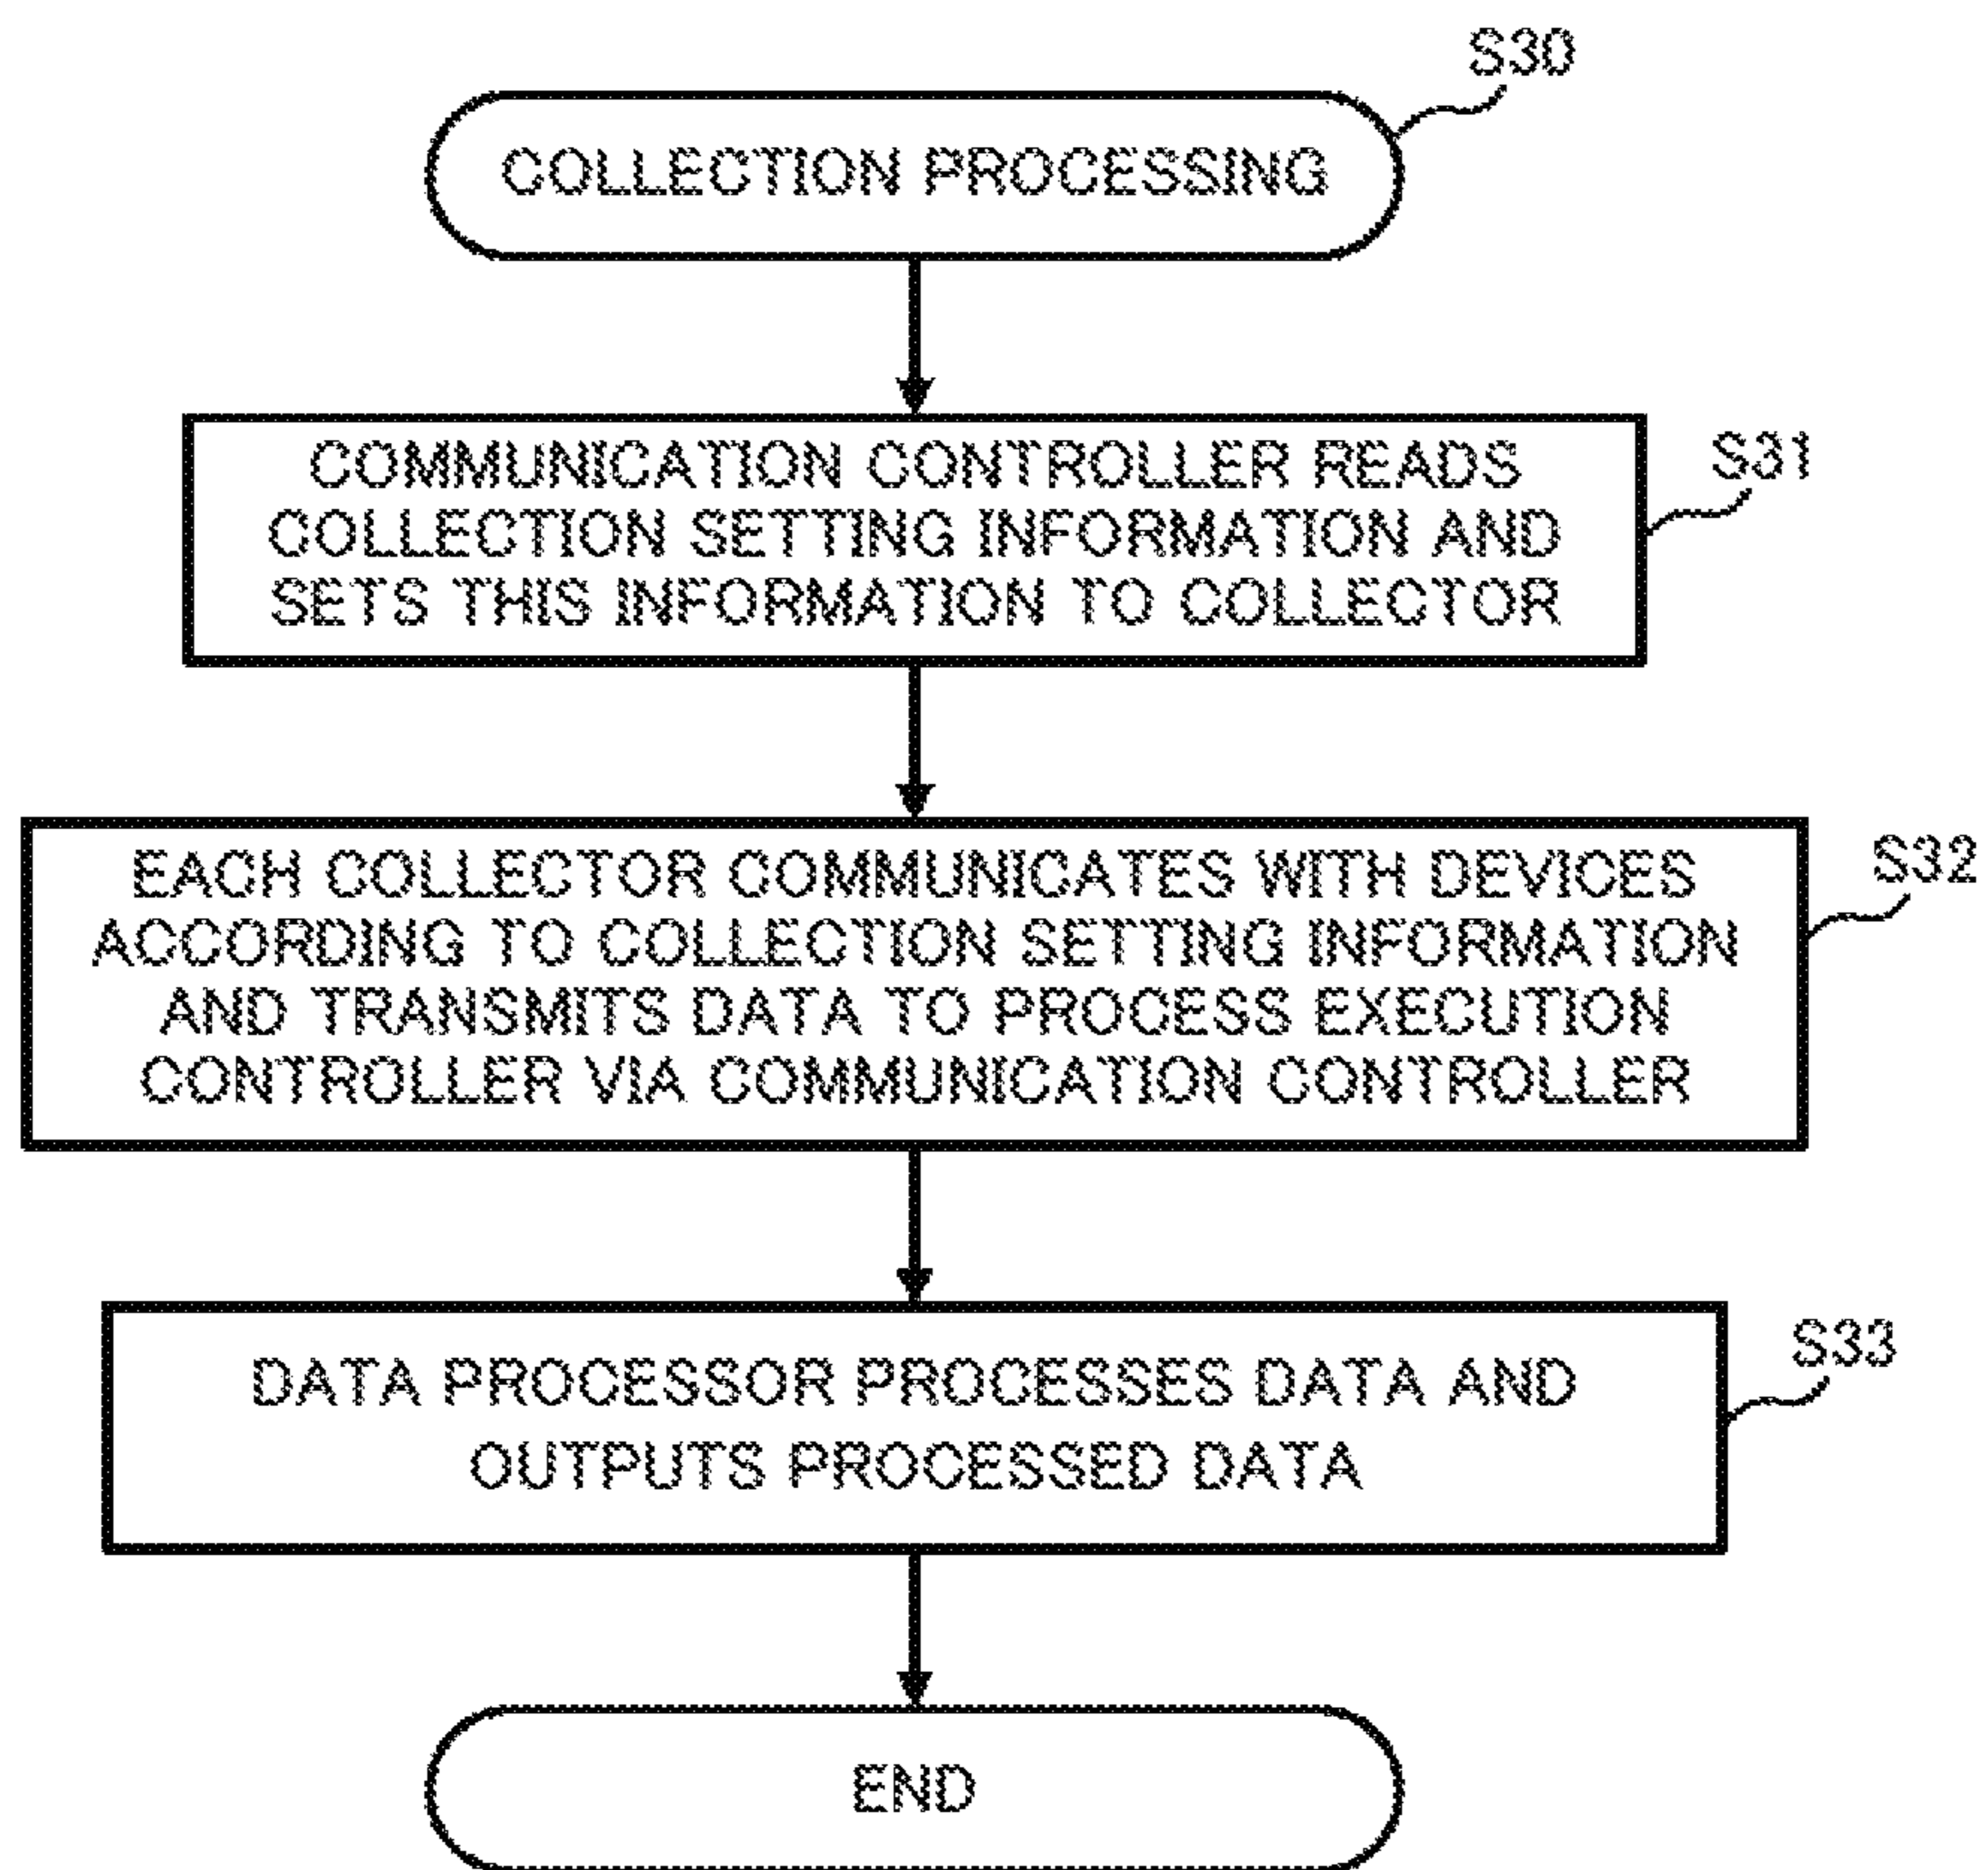 S30
COLLECTION PROCESSING
COMMUNICATION CONTROLLER READS
COLLECTION SETTING INFORMATION AND
SETS THIS INFORMATION TO COLLECTOR
S31
EACH COLLECTOR COMMUNICATES WITH DEVICES
ACCORDING TO COLLECTION SETTING INFORMATION
AND TRANSMITS DATA TO PROCESS EXECUTION
CONTROLLER VIA COMMUNICATION CONTROLLER
S32
DATA PROCESSOR PROCESSES DATA AND
OUTPUTS PROCESSED DATA
S33
END